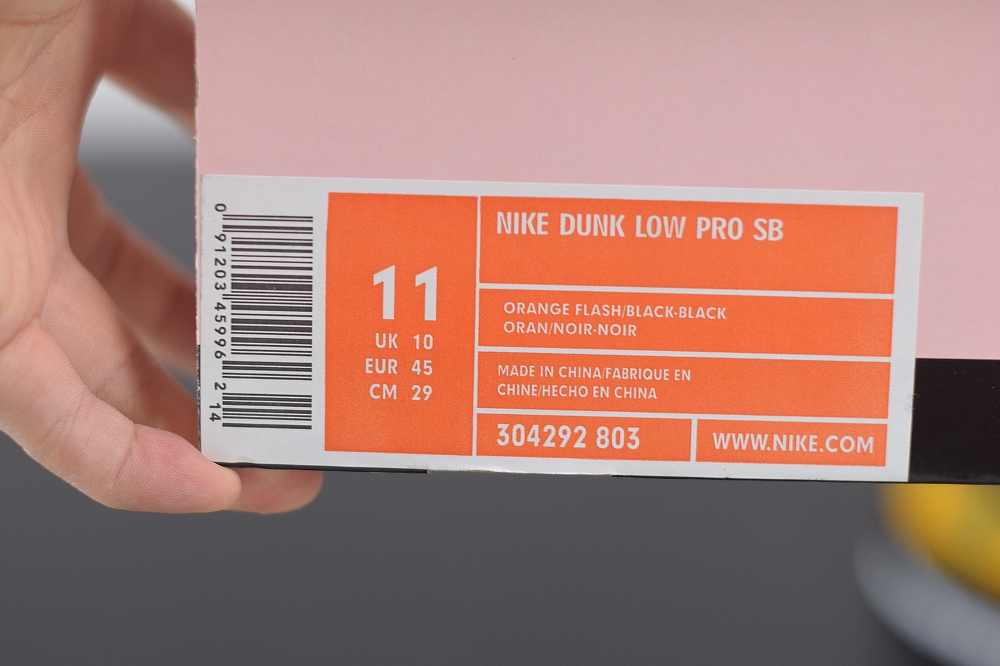 0 91203 45996 2 14
11
UK 10
EUR 45
CM 29
NIKE DUNK LOW PRO SB
ORANGE FLASH/BLACK-BLACK
ORAN/NOIR-NOIR
MADE IN CHINA/FABRIQUE EN
CHINE/HECHO EN CHINA
304292 803
WWW.NIKE.COM